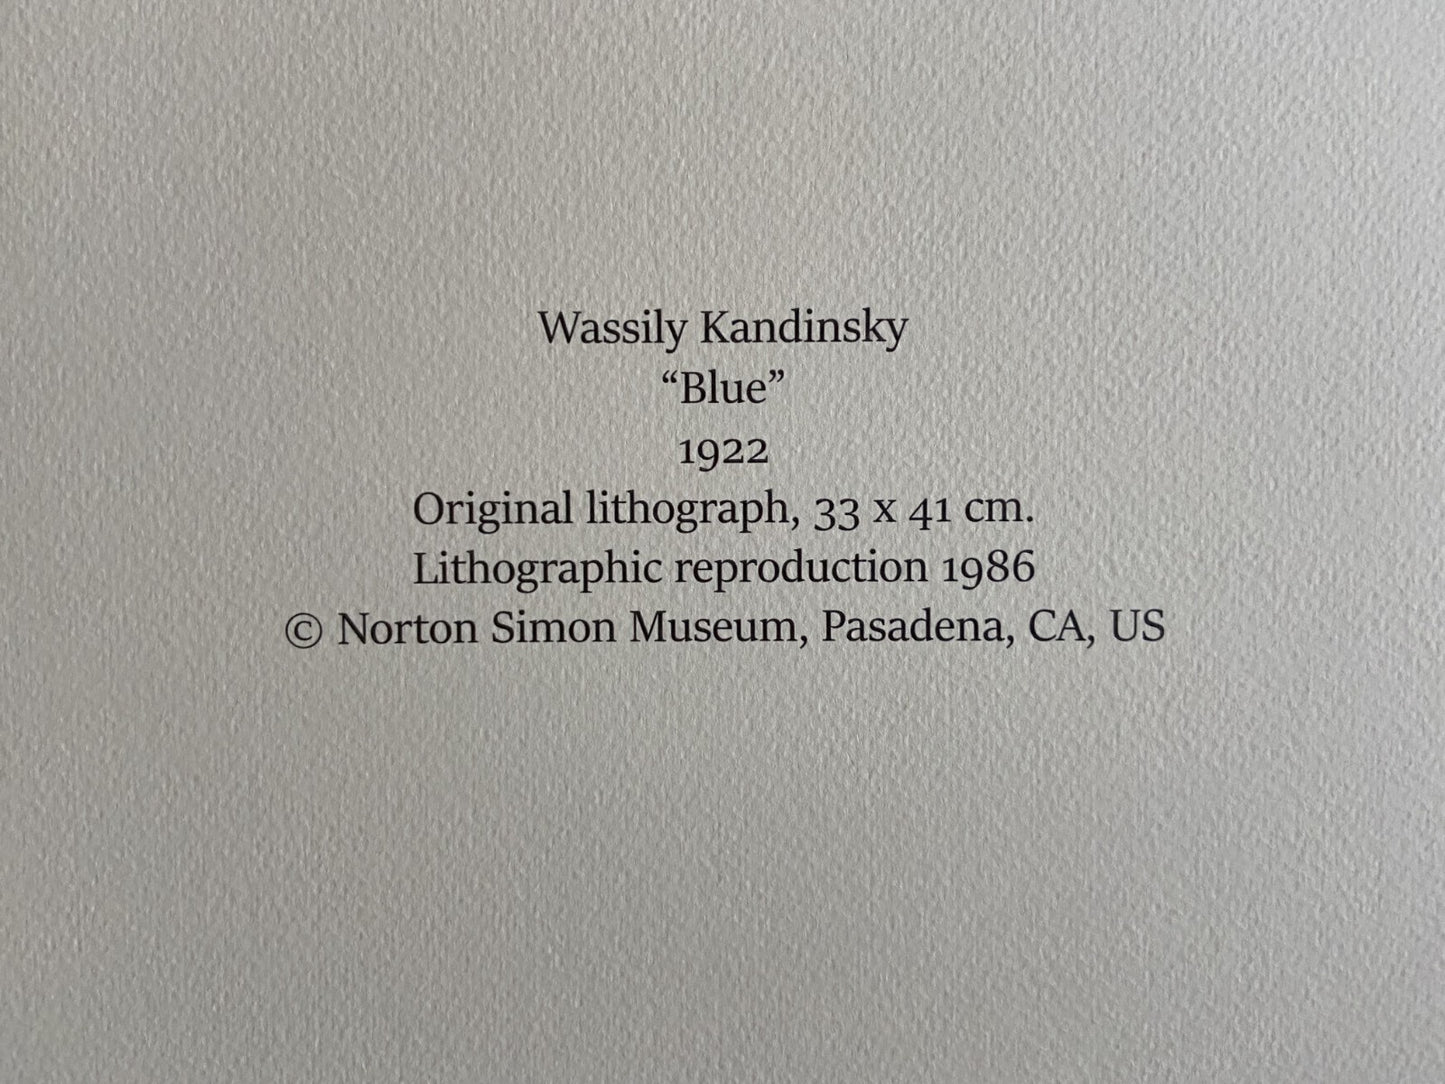 Wassily Kandinsky
“Blue”
1922
Original lithograph, 33 x 41 cm.
Lithographic reproduction 1986
© Norton Simon Museum, Pasadena, CA, US